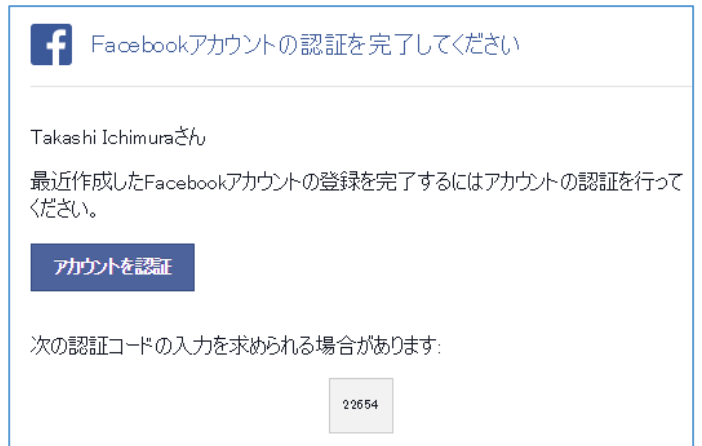 Facebookアカウントの認証を完了してください
Takashi Ichimuraさん
最近作成したFacebookアカウントの登録を完了するにはアカウントの認証を行って
ください。
アカウントを認証
次の認証コードの入力を求められる場合があります:
22654